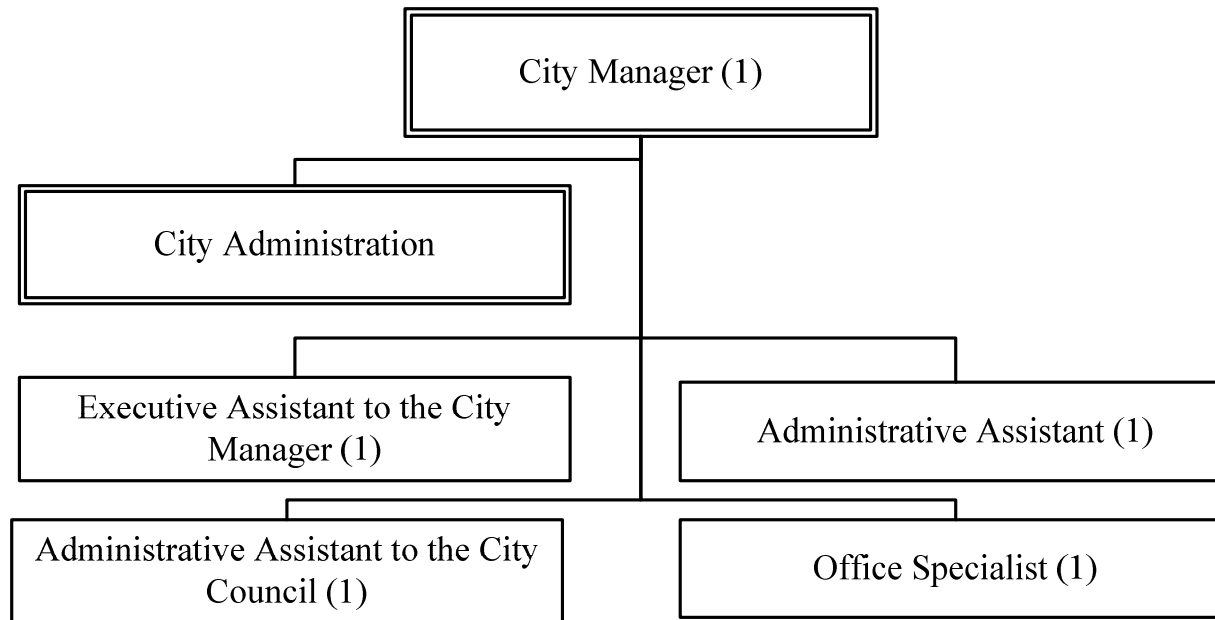 City Manager (1)
City Administration
Executive Assistant to the City
Manager (1)
Administrative Assistant (1)
Administrative Assistant to the City
Council (1)
Office Specialist (1)